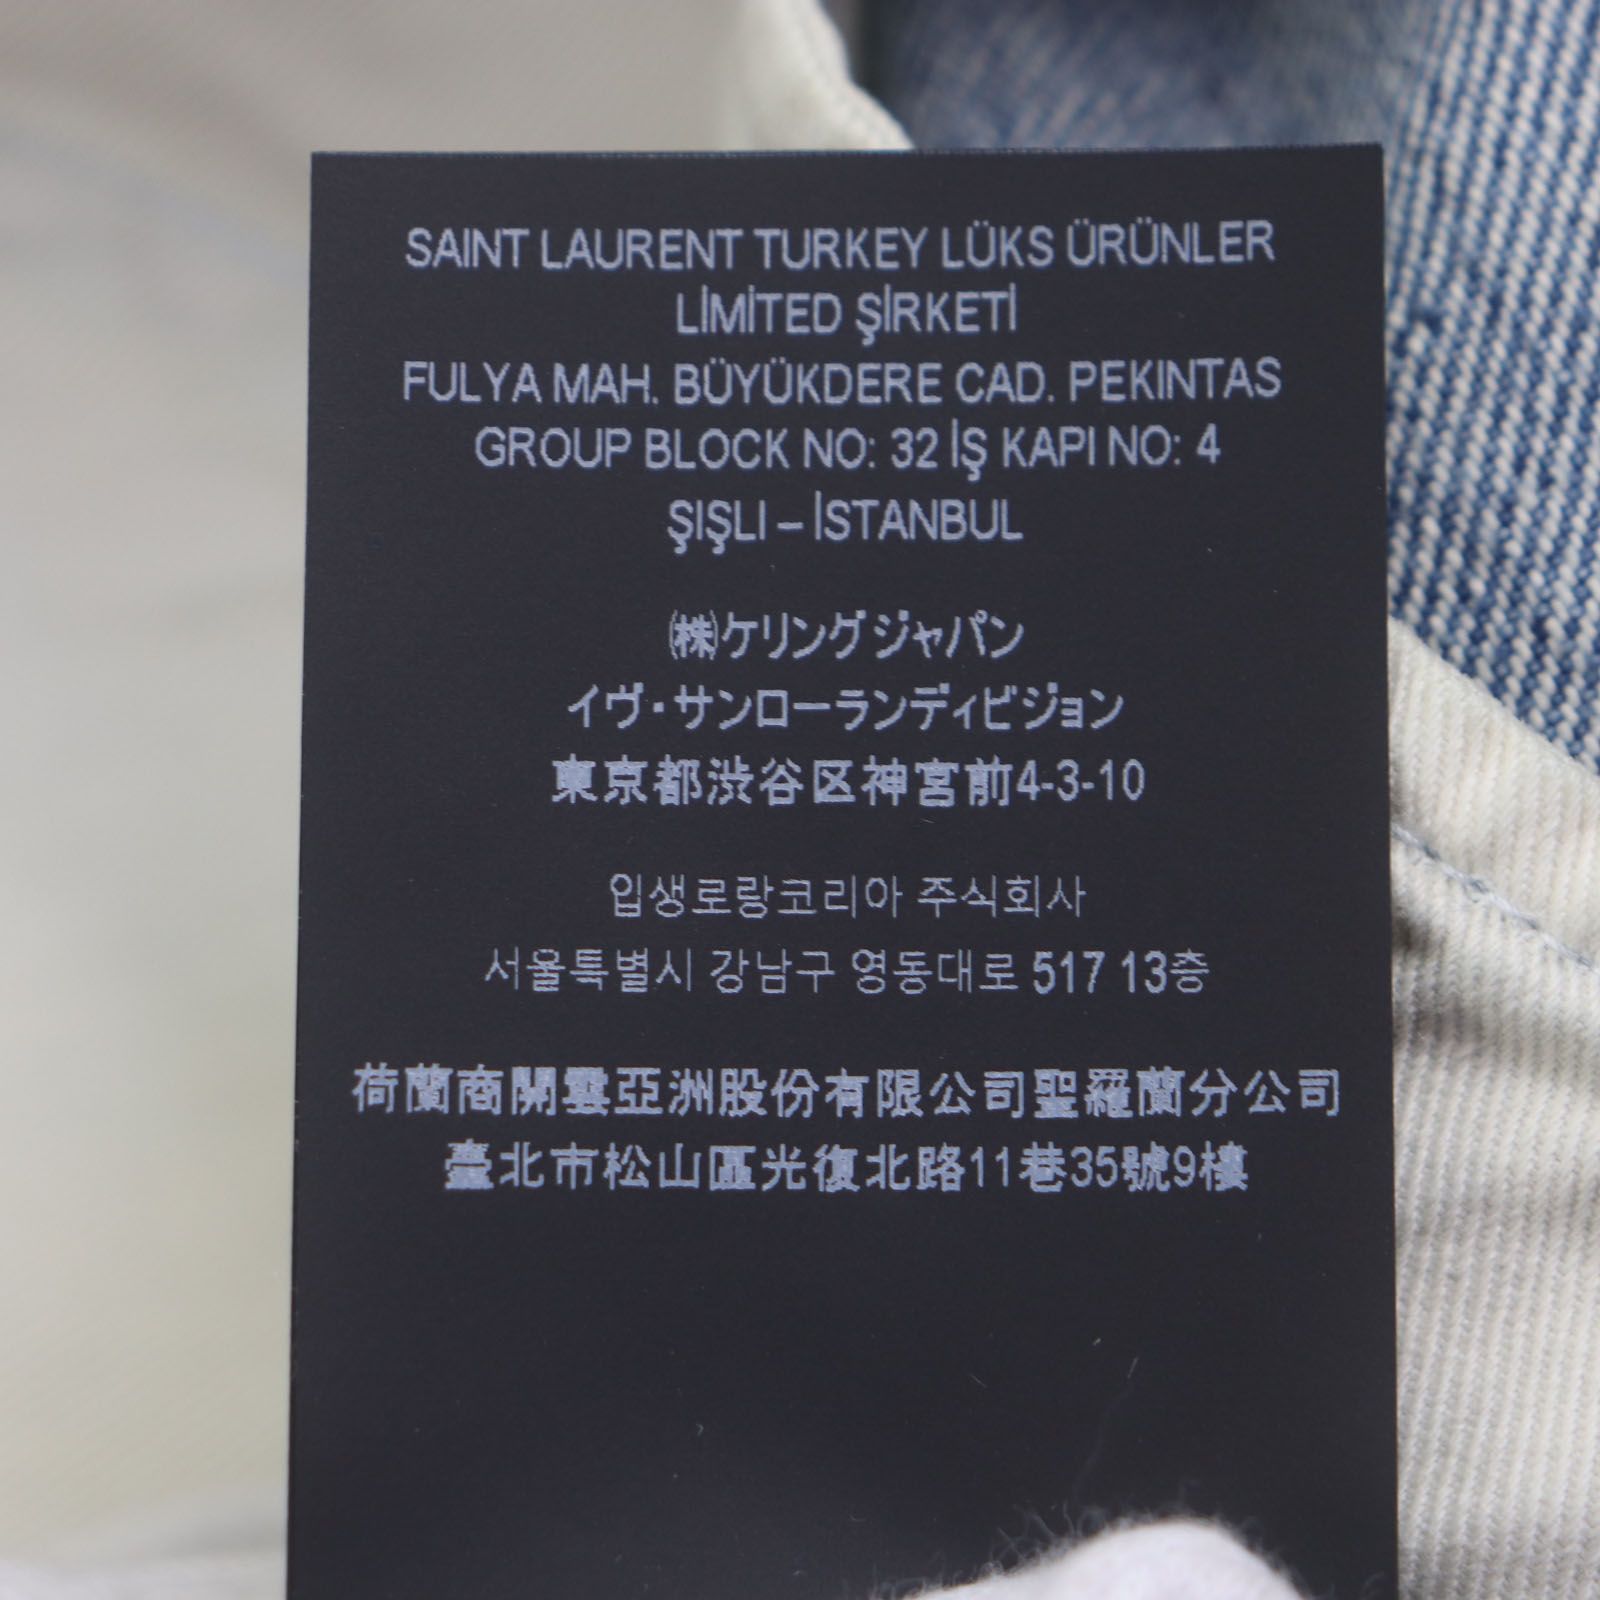 SAINT LAURENT TURKEY LÜKS ÜRÜNLER
LİMİTED ŞİRKETİ
FULYA MAH. BÜYÜKDERE CAD. PEKINTAS
GROUP BLOCK NO: 32 İŞ KAPI NO: 4
ŞIŞLI – İSTANBUL
㈱ケリングジャパン
イヴ・サンローランディビジョン
東京都渋谷区神宮前4-3-10
입생로랑코리아 주식회사
서울특별시 강남구 영동대로 517 13층
荷蘭商開雲亞洲股份有限公司聖羅蘭分公司
臺北市松山區光復北路11巷35號9樓